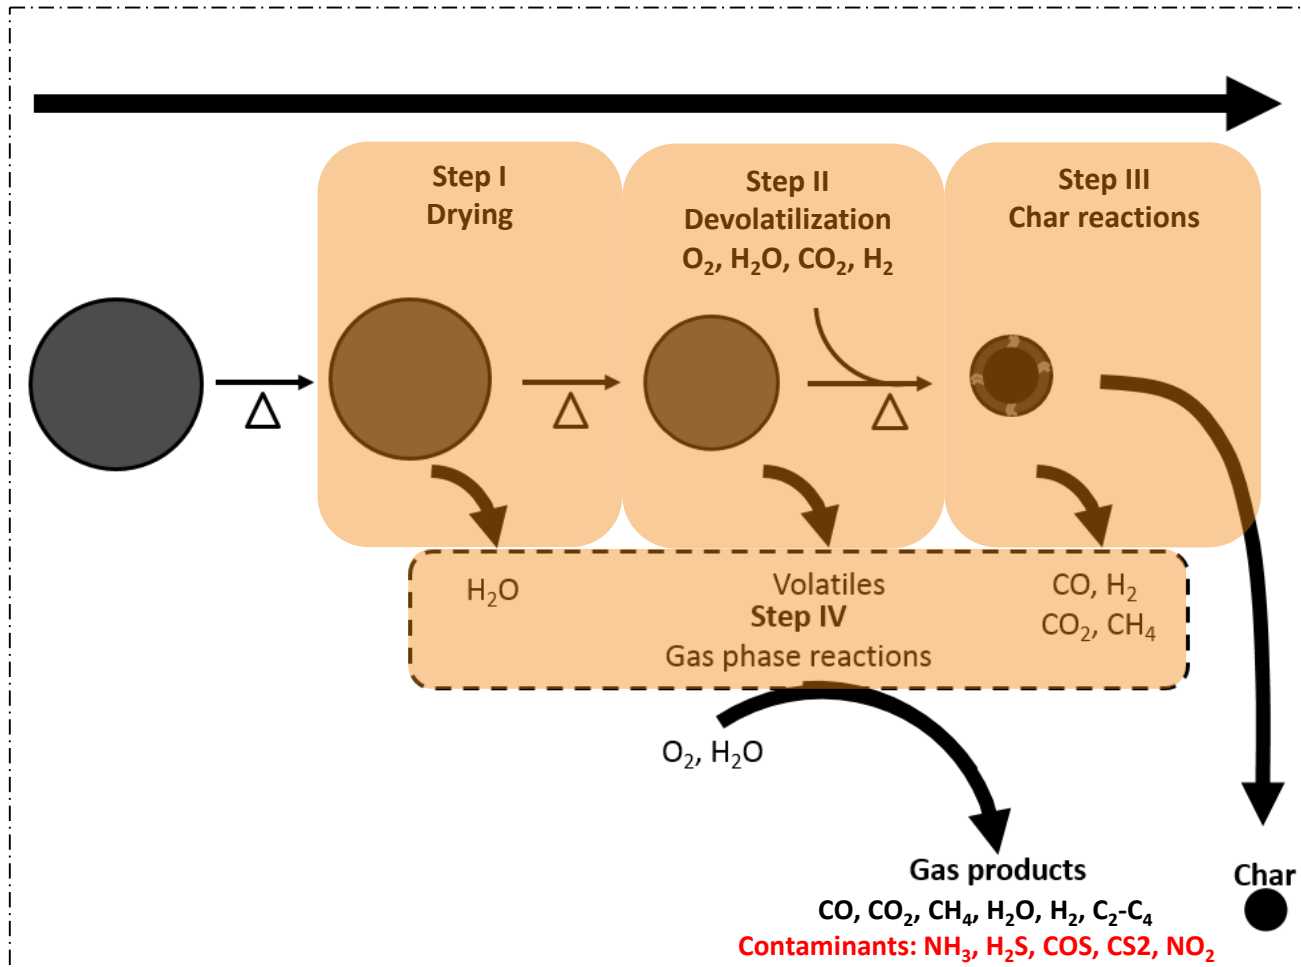 Step I
Drying
Step II
Devolatilization
O₂, H₂O, CO₂, H₂
Step III
Char reactions
△
△
△
H₂O
Volatiles
CO, H₂
CO₂, CH₄
Step IV
Gas phase reactions
O₂, H₂O
Gas products
CO, CO₂, CH₄, H₂O, H₂, C₂-C₄
Contaminants: NH₃, H₂S, COS, CS2, NO₂
Char